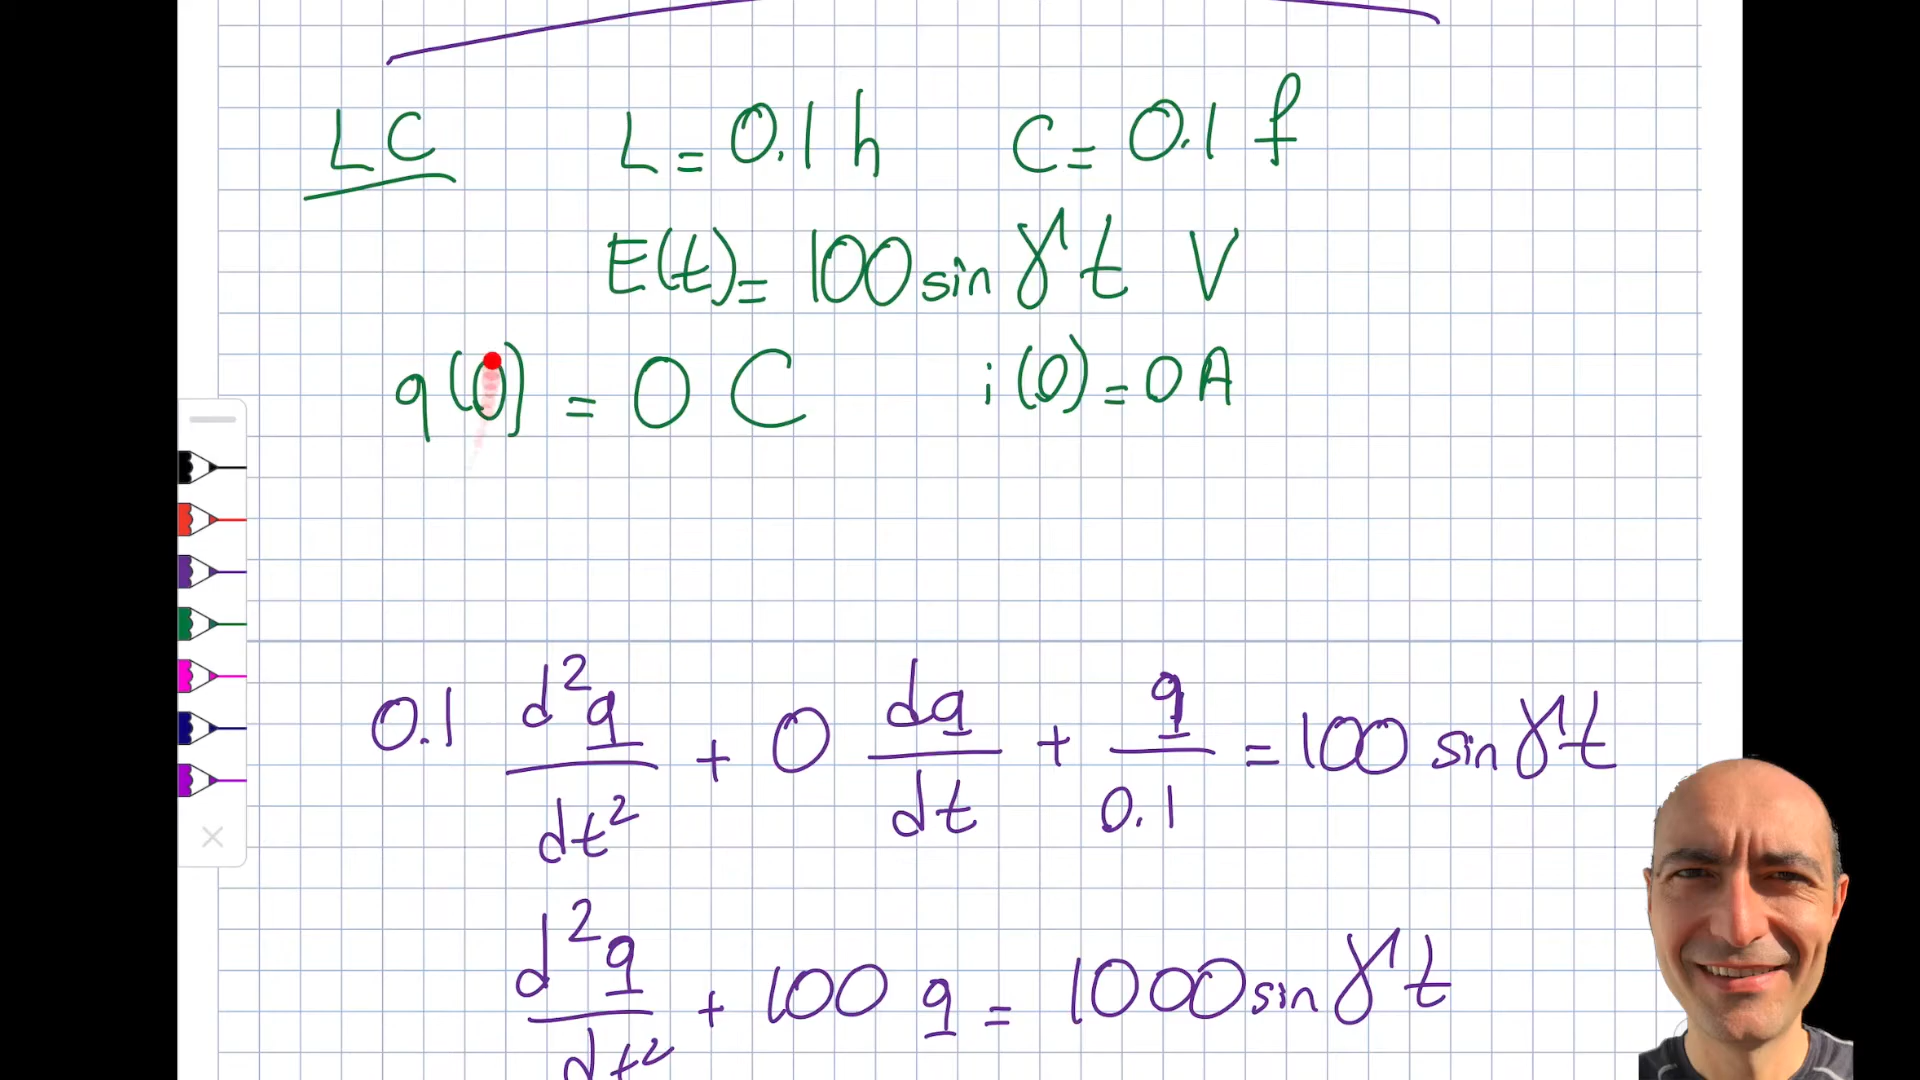 LC L = 0.1 h C = 0.1 f
E(t) = 100 sin γt V
q(0) = 0 C i(0) = 0 A
0.1 d²q/dt² + 0 dq/dt + q/0.1 = 100 sin γt
d²q/dt² + 100 q = 1000 sin γt